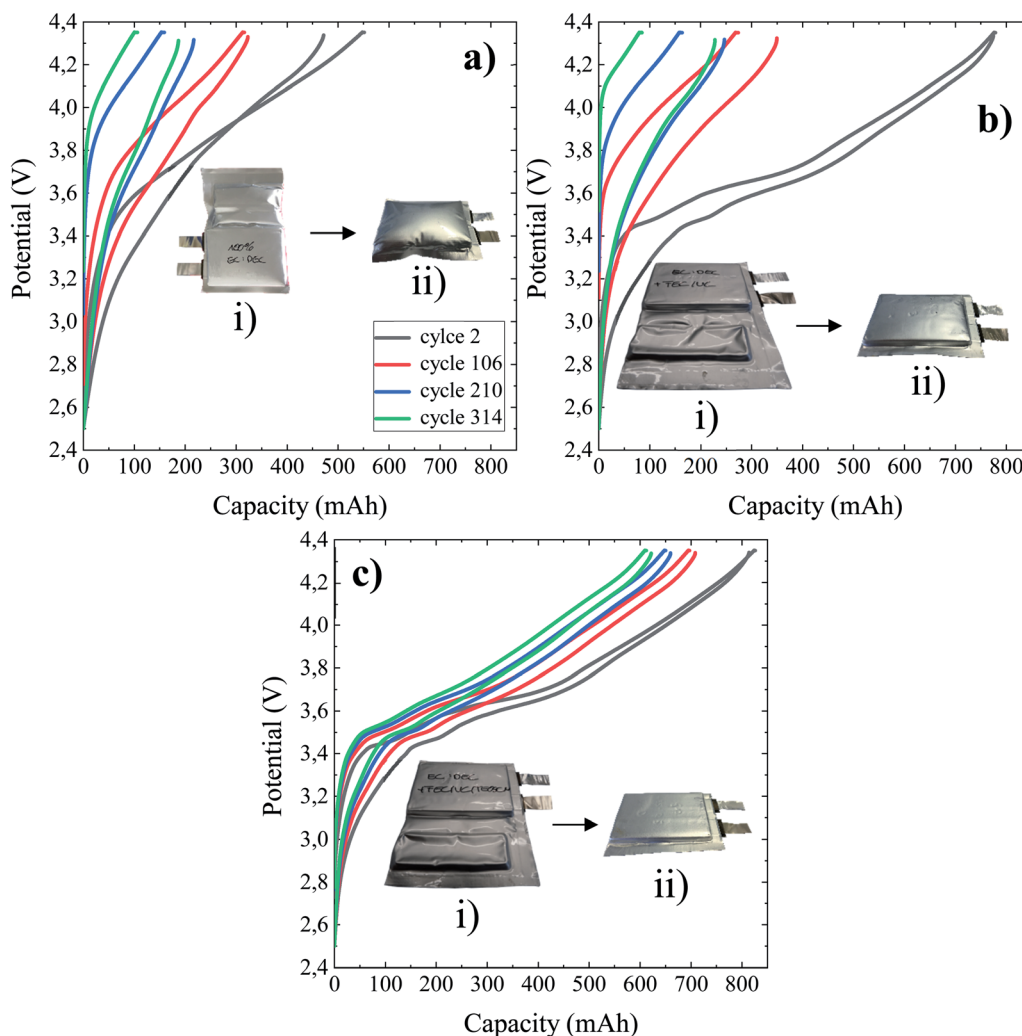 4,4
4,2
4,0
3,8
3,6
3,4
3,2
3,0
2,8
2,6
2,4
Potential (V)
a)
100%
EC:DEC
i)
ii)
cylce 2
cycle 106
cycle 210
cycle 314
0 100 200 300 400 500 600 700 800
Capacity (mAh)
4,4
4,2
4,0
3,8
3,6
3,4
3,2
3,0
2,8
2,6
2,4
Potential (V)
b)
EC:DEC
+FEC/VC
i)
ii)
0 100 200 300 400 500 600 700 800
Capacity (mAh)
4,4
4,2
4,0
3,8
3,6
3,4
3,2
3,0
2,8
2,6
2,4
Potential (V)
c)
EC:DEC
i)
ii)
0 100 200 300 400 500 600 700 800
Capacity (mAh)